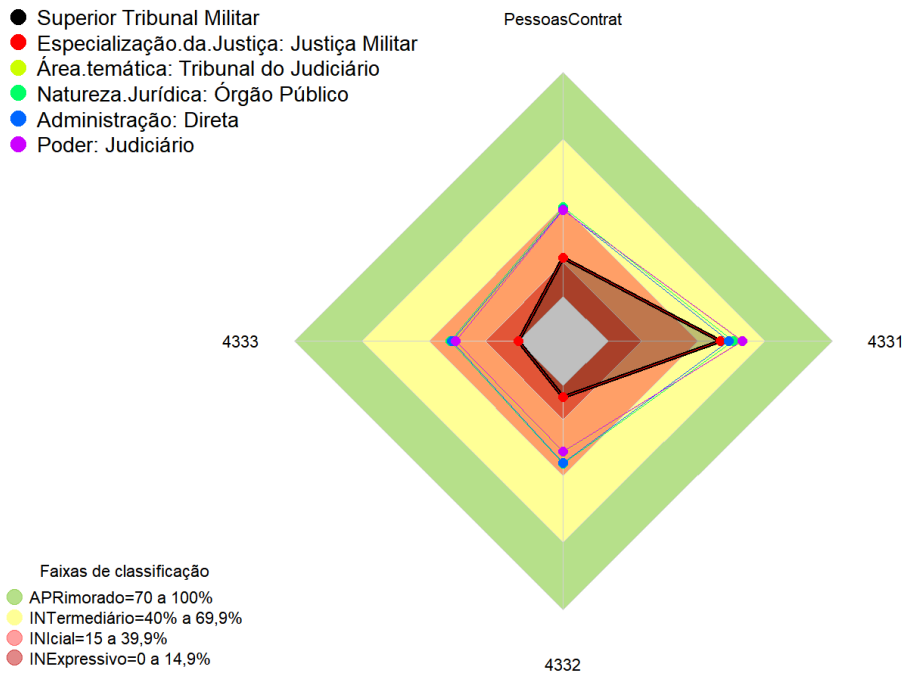 Superior Tribunal Militar
Especialização.da.Justiça: Justiça Militar
Área.temática: Tribunal do Judiciário
Natureza.Jurídica: Órgão Público
Administração: Direta
Poder: Judiciário
PessoasContrat
4333
4331
4332
Faixas de classificação
APRimorado=70 a 100%
INTermediário=40% a 69,9%
INIcial=15 a 39,9%
INExpressivo=0 a 14,9%